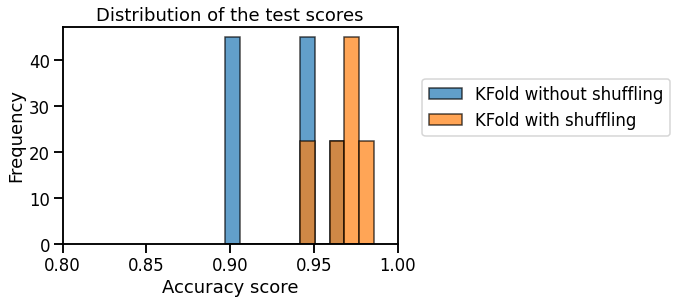 Distribution of the test scores
Frequency
40
30
20
10
0
0.80 0.85 0.90 0.95 1.00
Accuracy score
KFold without shuffling
KFold with shuffling